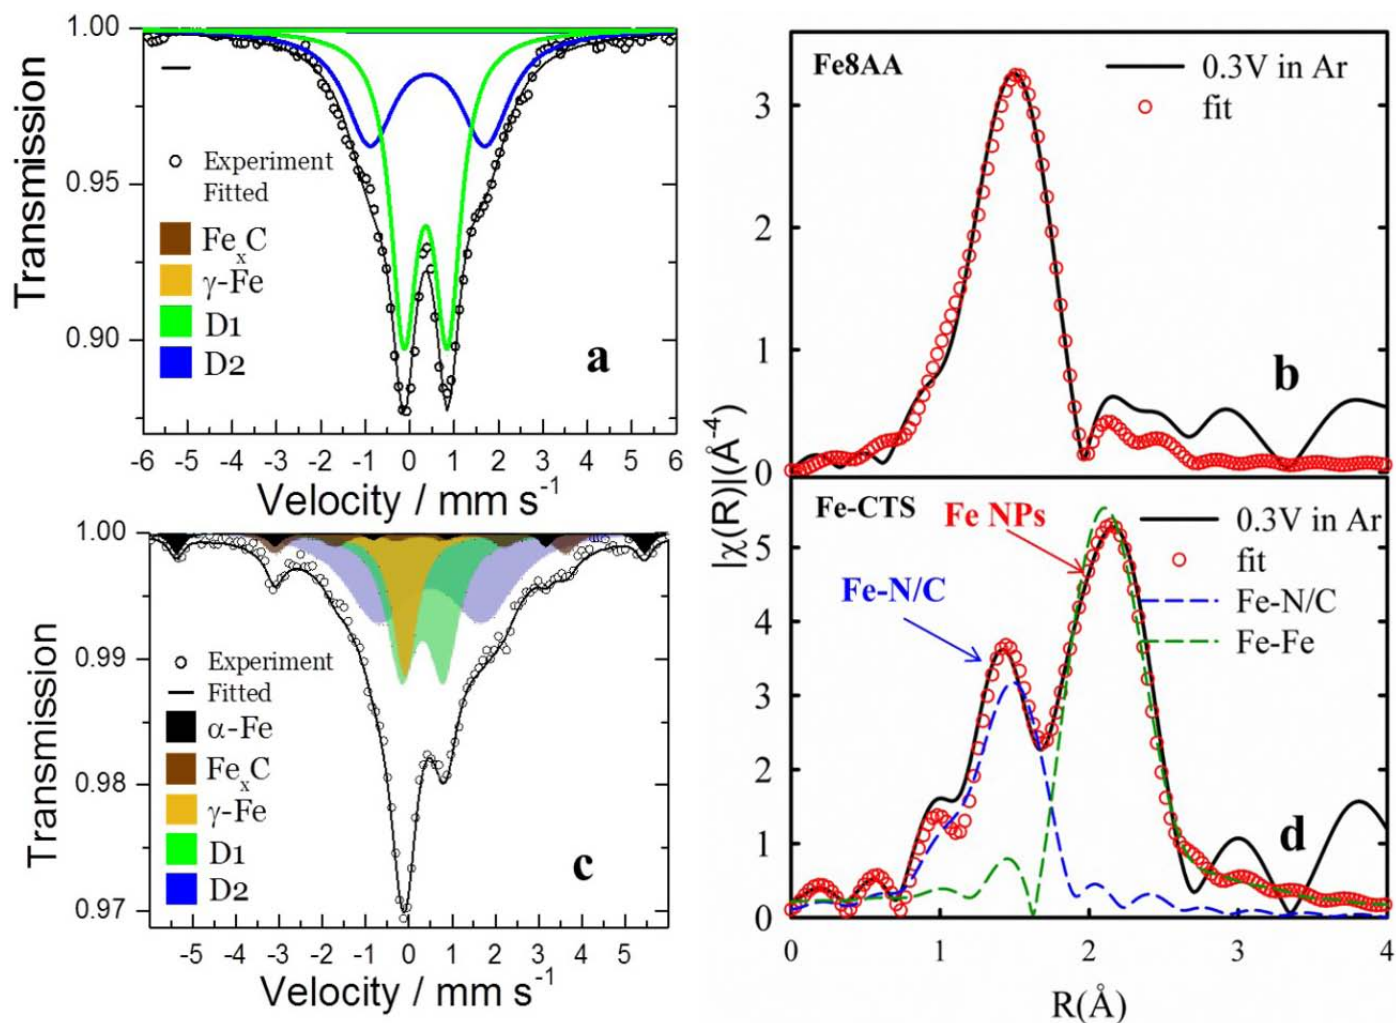 1.00
0.95
0.90
Transmission
Experiment
Fitted
FexC
γ-Fe
D1
D2
a
-6 -5 -4 -3 -2 -1 0 1 2 3 4 5 6
Velocity / mm s-1
Fe8AA
0.3V in Ar
fit
3
2
1
0
b
|χ(R)|(Å-4)
1.00
0.99
0.98
0.97
Transmission
Experiment
Fitted
α-Fe
FexC
γ-Fe
D1
D2
c
-5 -4 -3 -2 -1 0 1 2 3 4 5
Velocity / mm s-1
Fe-CTS
Fe NPs
Fe-N/C
0.3V in Ar
fit
Fe-N/C
Fe-Fe
5
4
3
2
1
0
d
0 1 2 3 4
R(Å)